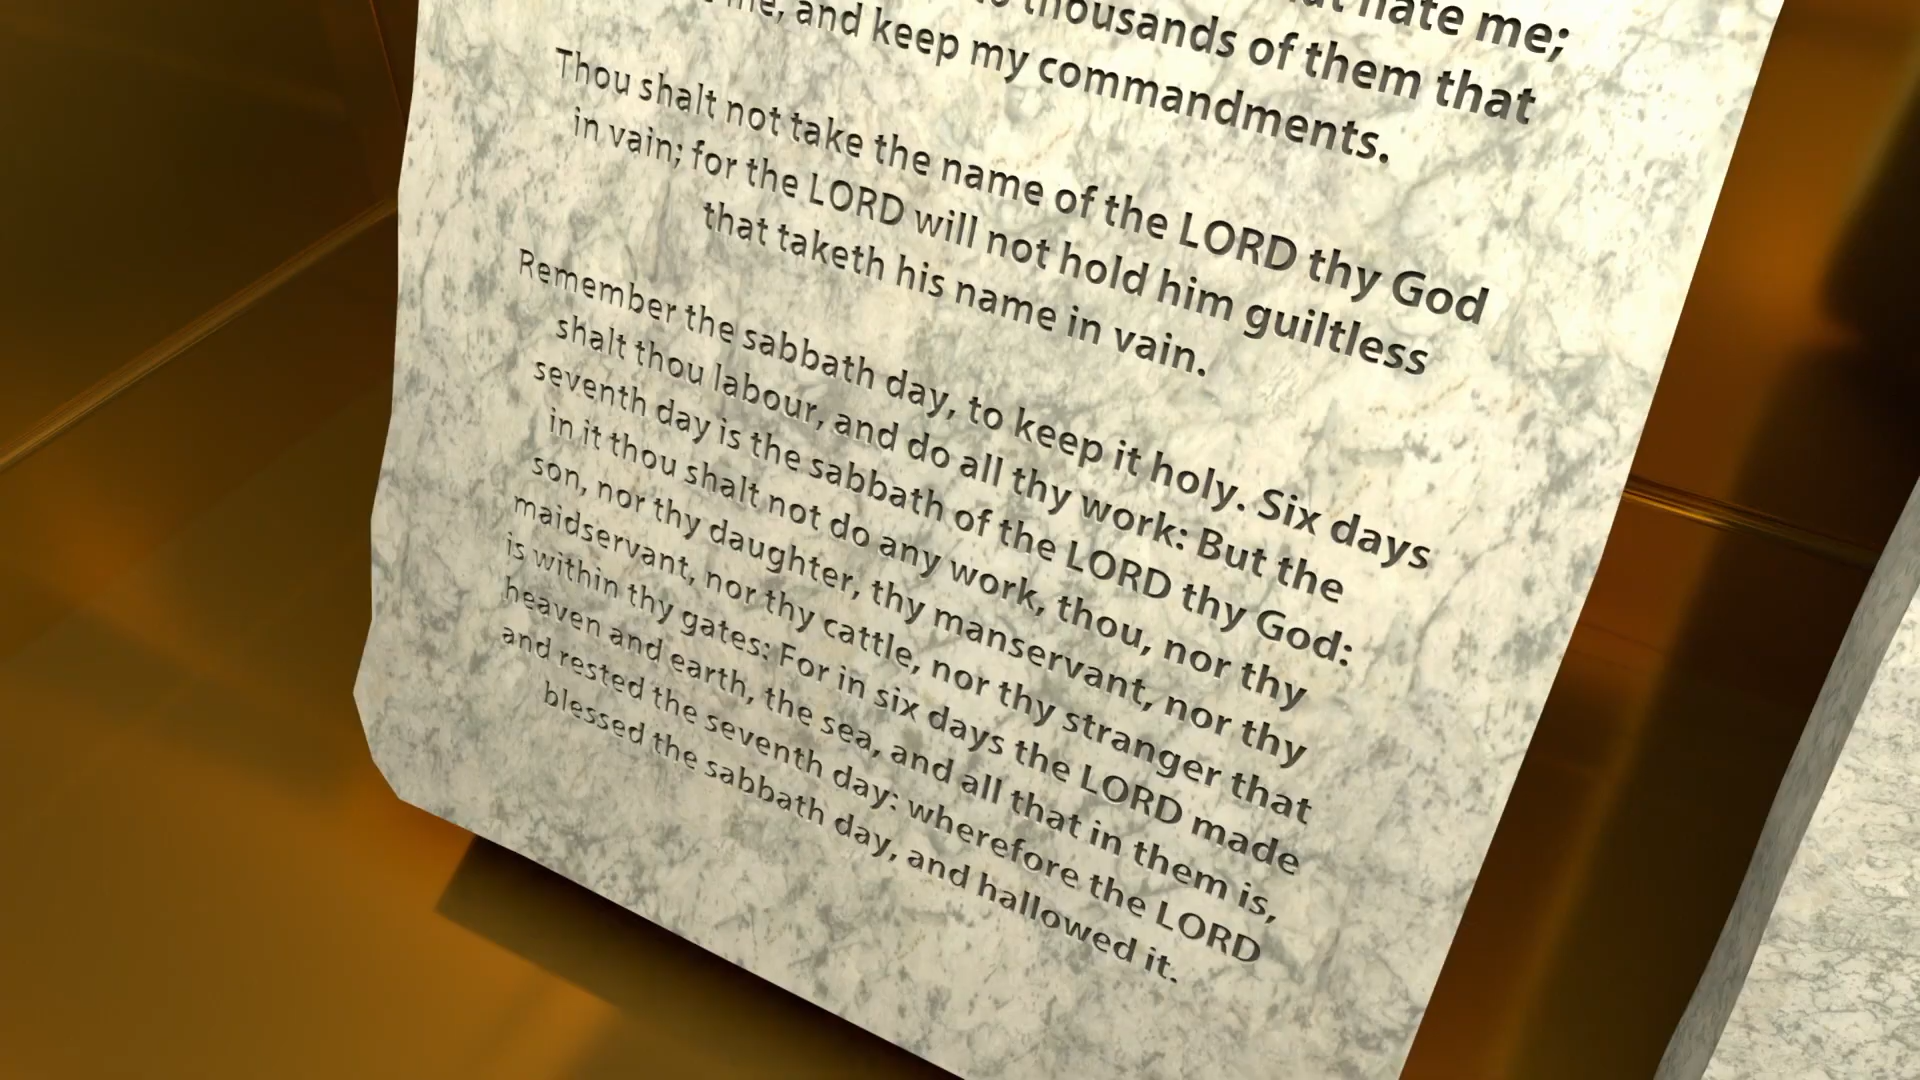 hate me;
thousands of them that
me, and keep my commandments.
Thou shalt not take the name of the LORD thy God
in vain; for the LORD will not hold him guiltless
that taketh his name in vain.
Remember the sabbath day, to keep it holy. Six days
shalt thou labour, and do all thy work: But the
seventh day is the sabbath of the LORD thy God:
in it thou shalt not do any work, thou, nor thy
son, nor thy daughter, thy manservant, nor thy
maidservant, nor thy cattle, nor thy stranger that
is within thy gates: For in six days the LORD made
heaven and earth, the sea, and all that in them is,
and rested the seventh day: wherefore the LORD
blessed the sabbath day, and hallowed it.